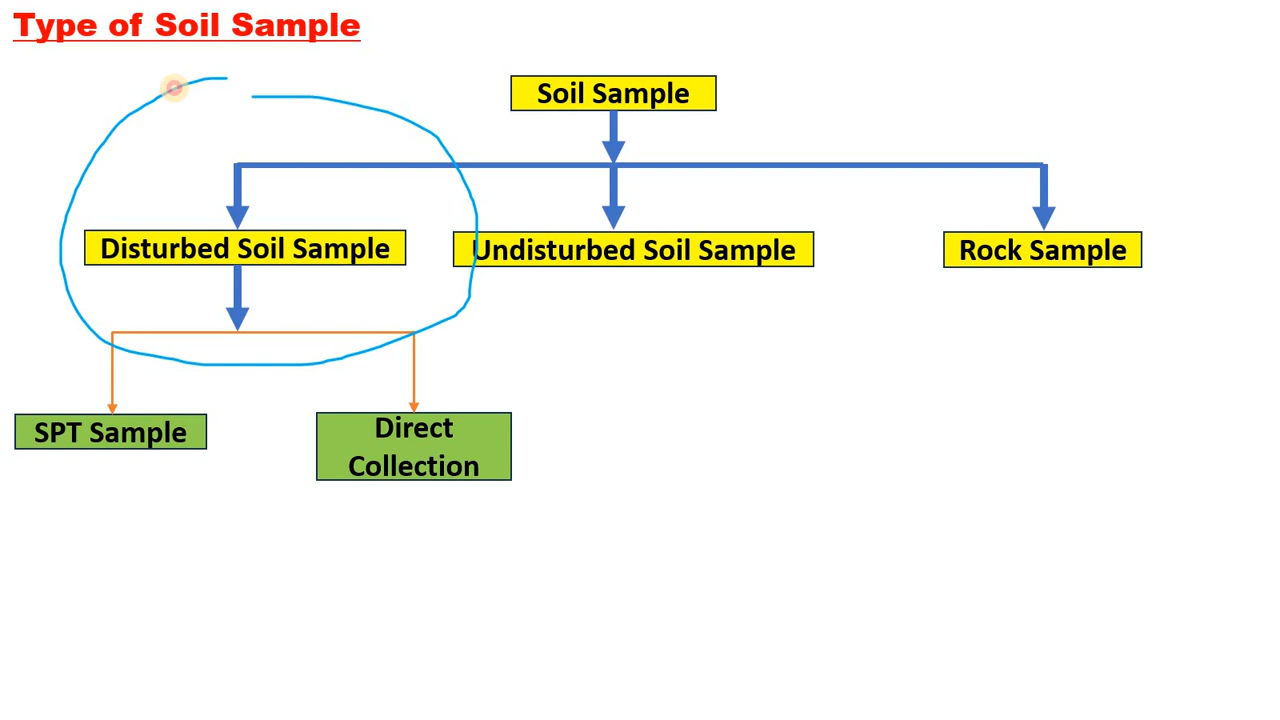 Type of Soil Sample
Soil Sample
Disturbed Soil Sample
Undisturbed Soil Sample
Rock Sample
SPT Sample
Direct
Collection